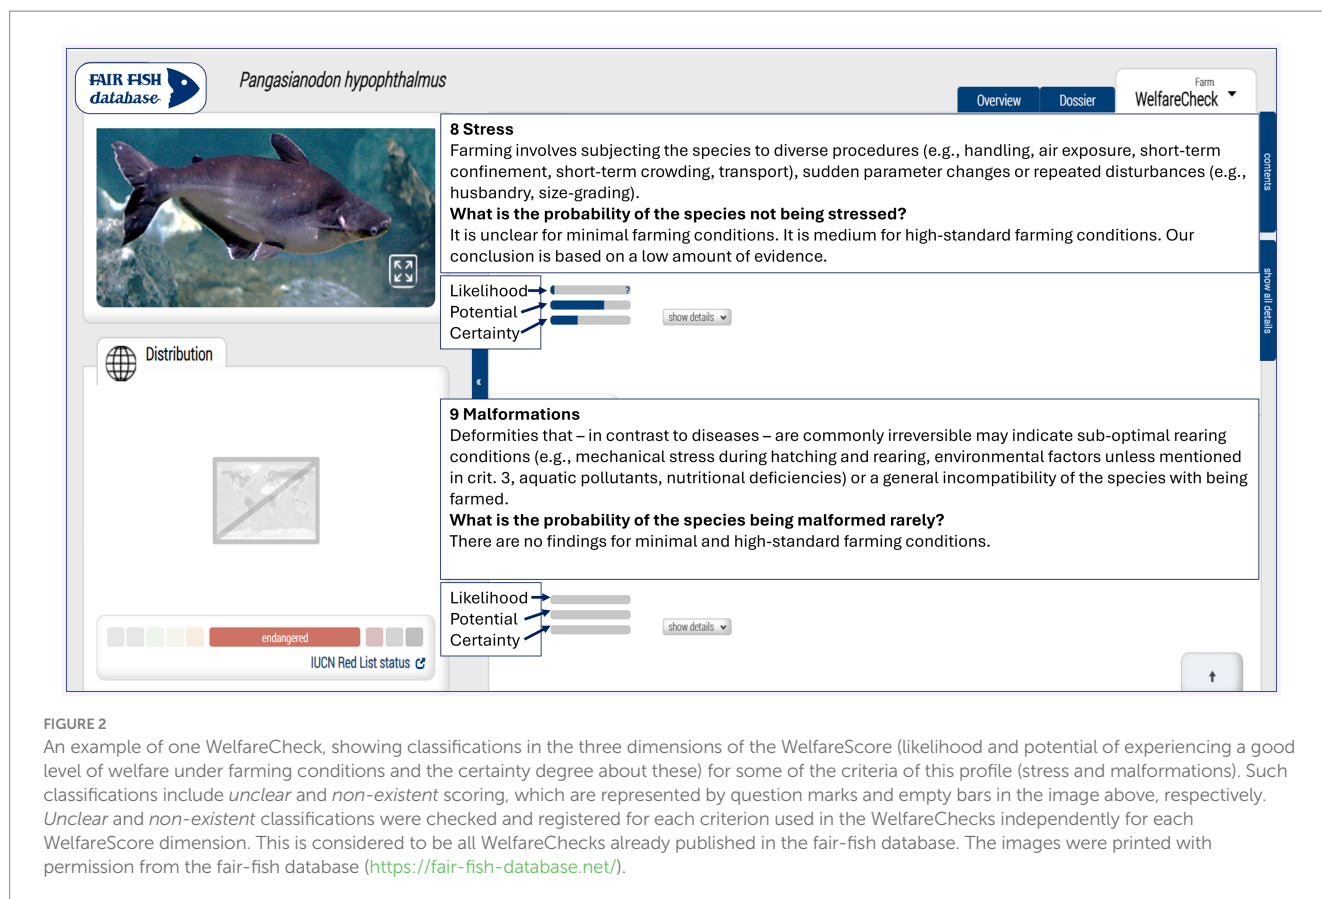 FAIR FISH
database
Pangasianodon hypophthalmus
Overview
Dossier
Farm
WelfareCheck
contents
show all details
8 Stress
Farming involves subjecting the species to diverse procedures (e.g., handling, air exposure, short-term
confinement, short-term crowding, transport), sudden parameter changes or repeated disturbances (e.g.,
husbandry, size-grading).
What is the probability of the species not being stressed?
It is unclear for minimal farming conditions. It is medium for high-standard farming conditions. Our
conclusion is based on a low amount of evidence.
Likelihood
?
Potential
Certainty
show details
Distribution
«
9 Malformations
Deformities that – in contrast to diseases – are commonly irreversible may indicate sub-optimal rearing
conditions (e.g., mechanical stress during hatching and rearing, environmental factors unless mentioned
in crit. 3, aquatic pollutants, nutritional deficiencies) or a general incompatibility of the species with being
farmed.
What is the probability of the species being malformed rarely?
There are no findings for minimal and high-standard farming conditions.
Likelihood
Potential
Certainty
show details
endangered
IUCN Red List status
FIGURE 2
An example of one WelfareCheck, showing classifications in the three dimensions of the WelfareScore (likelihood and potential of experiencing a good
level of welfare under farming conditions and the certainty degree about these) for some of the criteria of this profile (stress and malformations). Such
classifications include unclear and non-existent scoring, which are represented by question marks and empty bars in the image above, respectively.
Unclear and non-existent classifications were checked and registered for each criterion used in the WelfareChecks independently for each
WelfareScore dimension. This is considered to be all WelfareChecks already published in the fair-fish database. The images were printed with
permission from the fair-fish database (https://fair-fish-database.net/).